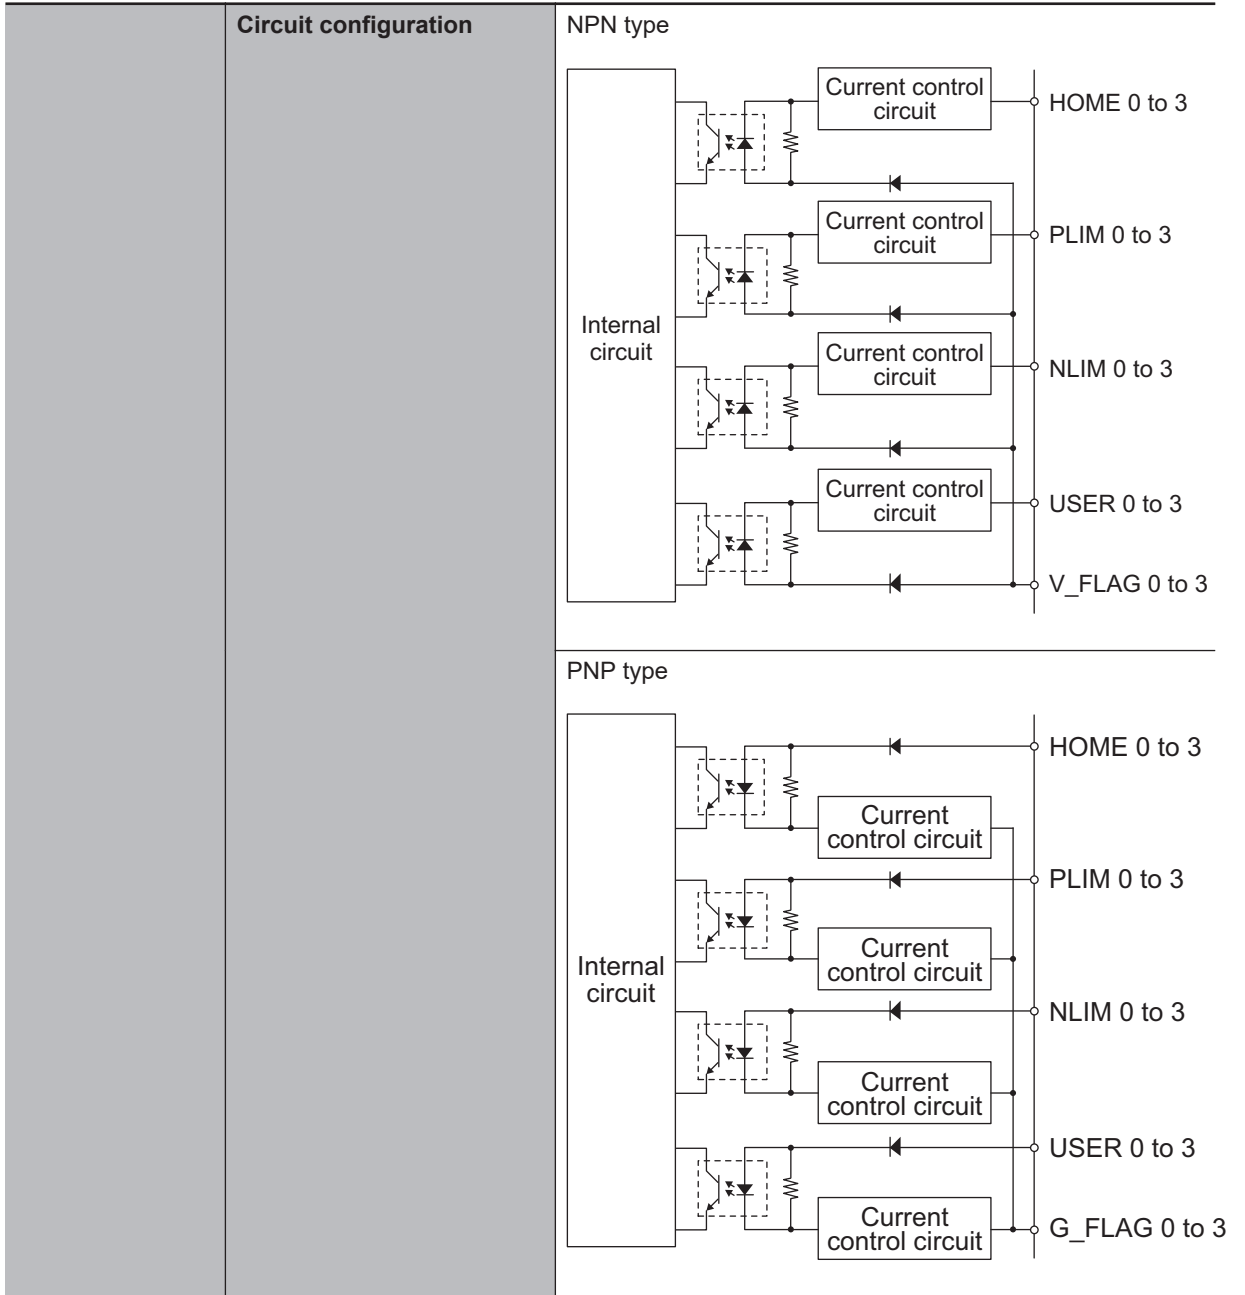 Circuit configuration
NPN type
Current control
circuit
HOME 0 to 3
Current control
circuit
PLIM 0 to 3
Internal
circuit
Current control
circuit
NLIM 0 to 3
Current control
circuit
USER 0 to 3
V_FLAG 0 to 3
PNP type
HOME 0 to 3
Current
control circuit
PLIM 0 to 3
Current
control circuit
Internal
circuit
NLIM 0 to 3
Current
control circuit
USER 0 to 3
Current
control circuit
G_FLAG 0 to 3